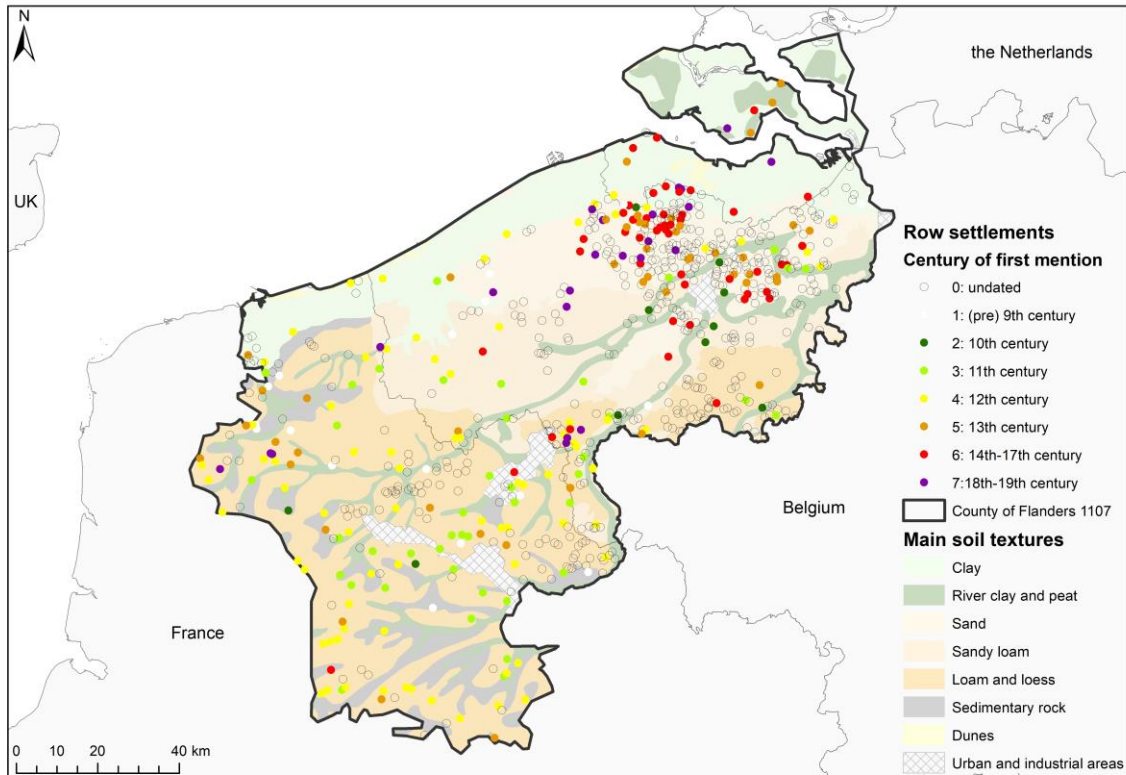 N
the Netherlands
UK
Belgium
France
Row settlements
Century of first mention
0: undated
1: (pre) 9th century
2: 10th century
3: 11th century
4: 12th century
5: 13th century
6: 14th-17th century
7:18th-19th century
County of Flanders 1107
Main soil textures
Clay
River clay and peat
Sand
Sandy loam
Loam and loess
Sedimentary rock
Dunes
Urban and industrial areas
0 10 20 40 km